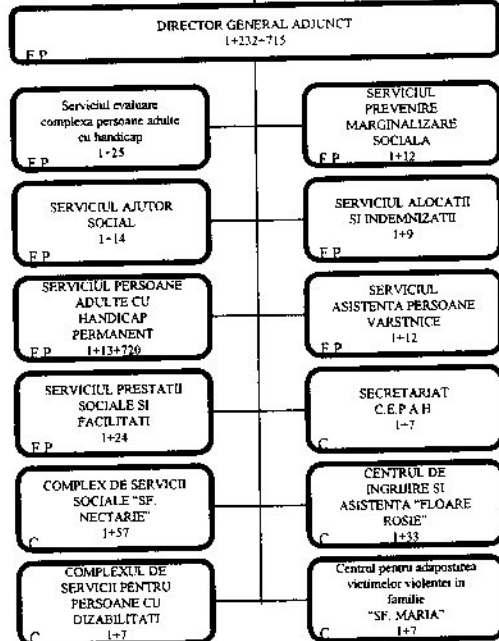 DIRECTOR GENERAL ADJUNCT
1+232+715
F P
Serviciul evaluare
complexa persoane adulte
cu handicap
1+25
F P
SERVICIUL
PREVENIRE
MARGINALIZARE
SOCIALA
1+12
F P
SERVICIUL AJUTOR
SOCIAL
1+14
F P
SERVICIUL ALOCATII
SI INDEMNIZATII
1+9
F P
SERVICIUL PERSOANE
ADULTE CU
HANDICAP
PERMANENT
1+13+720
F P
SERVICIUL
ASISTENTA PERSOANE
VARSTNICE
1+12
F P
SERVICIUL PRESTATII
SOCIALE SI
FACILITATI
1+24
F P
SECRETARIAT
C.E.P A H
1+7
C
COMPLEX DE SERVICII
SOCIALE "SF.
NECTARIE"
1+57
C
CENTRUL DE
INGRIJIRE SI
ASISTENTA "FLOARE
ROSIE"
1+33
C
COMPLEXUL DE
SERVICII PENTRU
PERSOANE CU
DIZABILITATI
1+7
C
Centrul pentru adapostirea
victimelor violentei in
familie
"SF. MARIA"
1+7
C